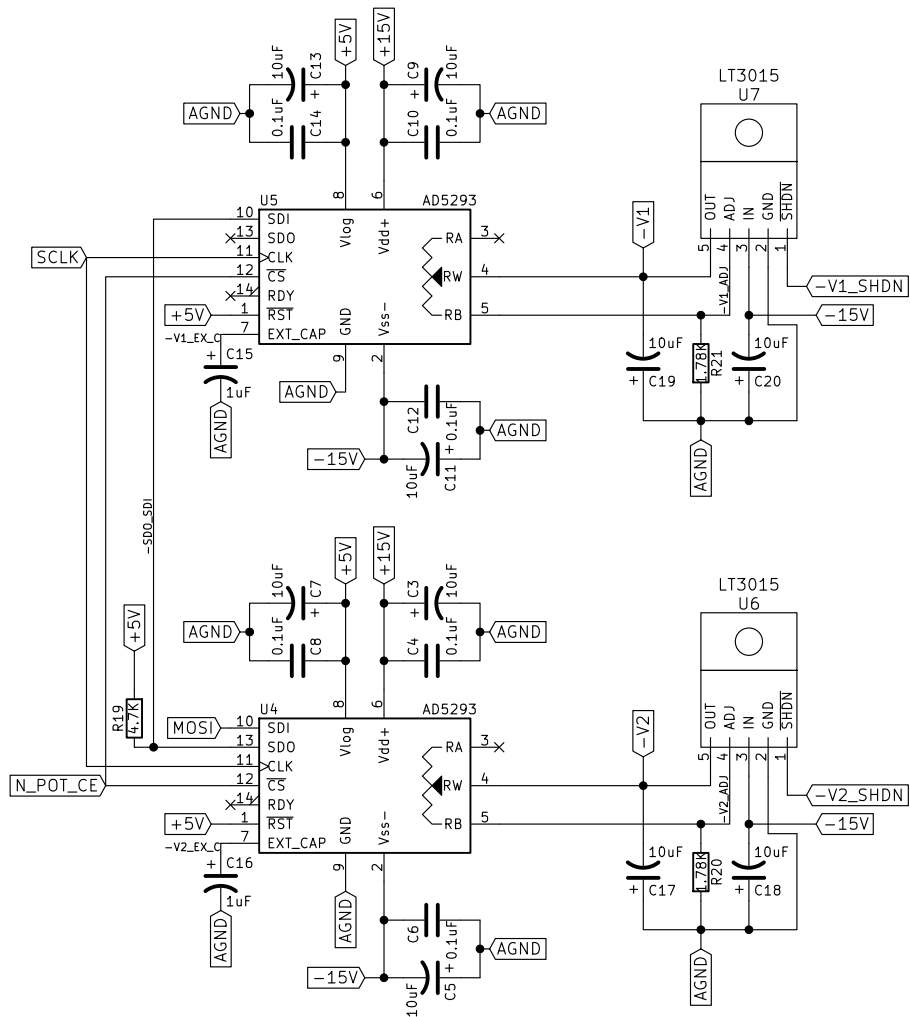 +5V
+15V
10uF
C13
+
C9
+
10uF
AGND
0.1uF
C14
C10
0.1uF
AGND
LT3015
U7
8
6
U5
AD5293
OUT
ADJ
IN
GND
SHDN
5
4
3
2
1
10
SDI
Vlog
Vdd+
13
SDO
RA
3
SCLK
11
CLK
12
CS
RW
4
-V1
14
RDY
-V1_ADJ
-V1_SHDN
+5V
1
RST
GND
Vss-
RB
5
-15V
7
EXT_CAP
-V1_EX_C
+
C15
1uF
AGND
9
2
AGND
10uF
+
C19
1.78K
R21
10uF
+
C20
C12
0.1uF
AGND
-15V
10uF
+
C11
AGND
-SDO_SDI
+5V
+15V
10uF
C7
+
C3
+
10uF
AGND
0.1uF
C8
C4
0.1uF
AGND
LT3015
U6
+5V
R19
4.7K
8
6
U4
AD5293
OUT
ADJ
IN
GND
SHDN
5
4
3
2
1
MOSI
10
SDI
Vlog
Vdd+
13
SDO
RA
3
11
CLK
N_POT_CE
12
CS
RW
4
-V2
14
RDY
-V2_ADJ
-V2_SHDN
+5V
1
RST
GND
Vss-
RB
5
-15V
7
EXT_CAP
-V2_EX_C
+
C16
1uF
AGND
9
2
AGND
10uF
+
C17
1.78K
R20
10uF
+
C18
C6
0.1uF
AGND
-15V
10uF
+
C5
AGND